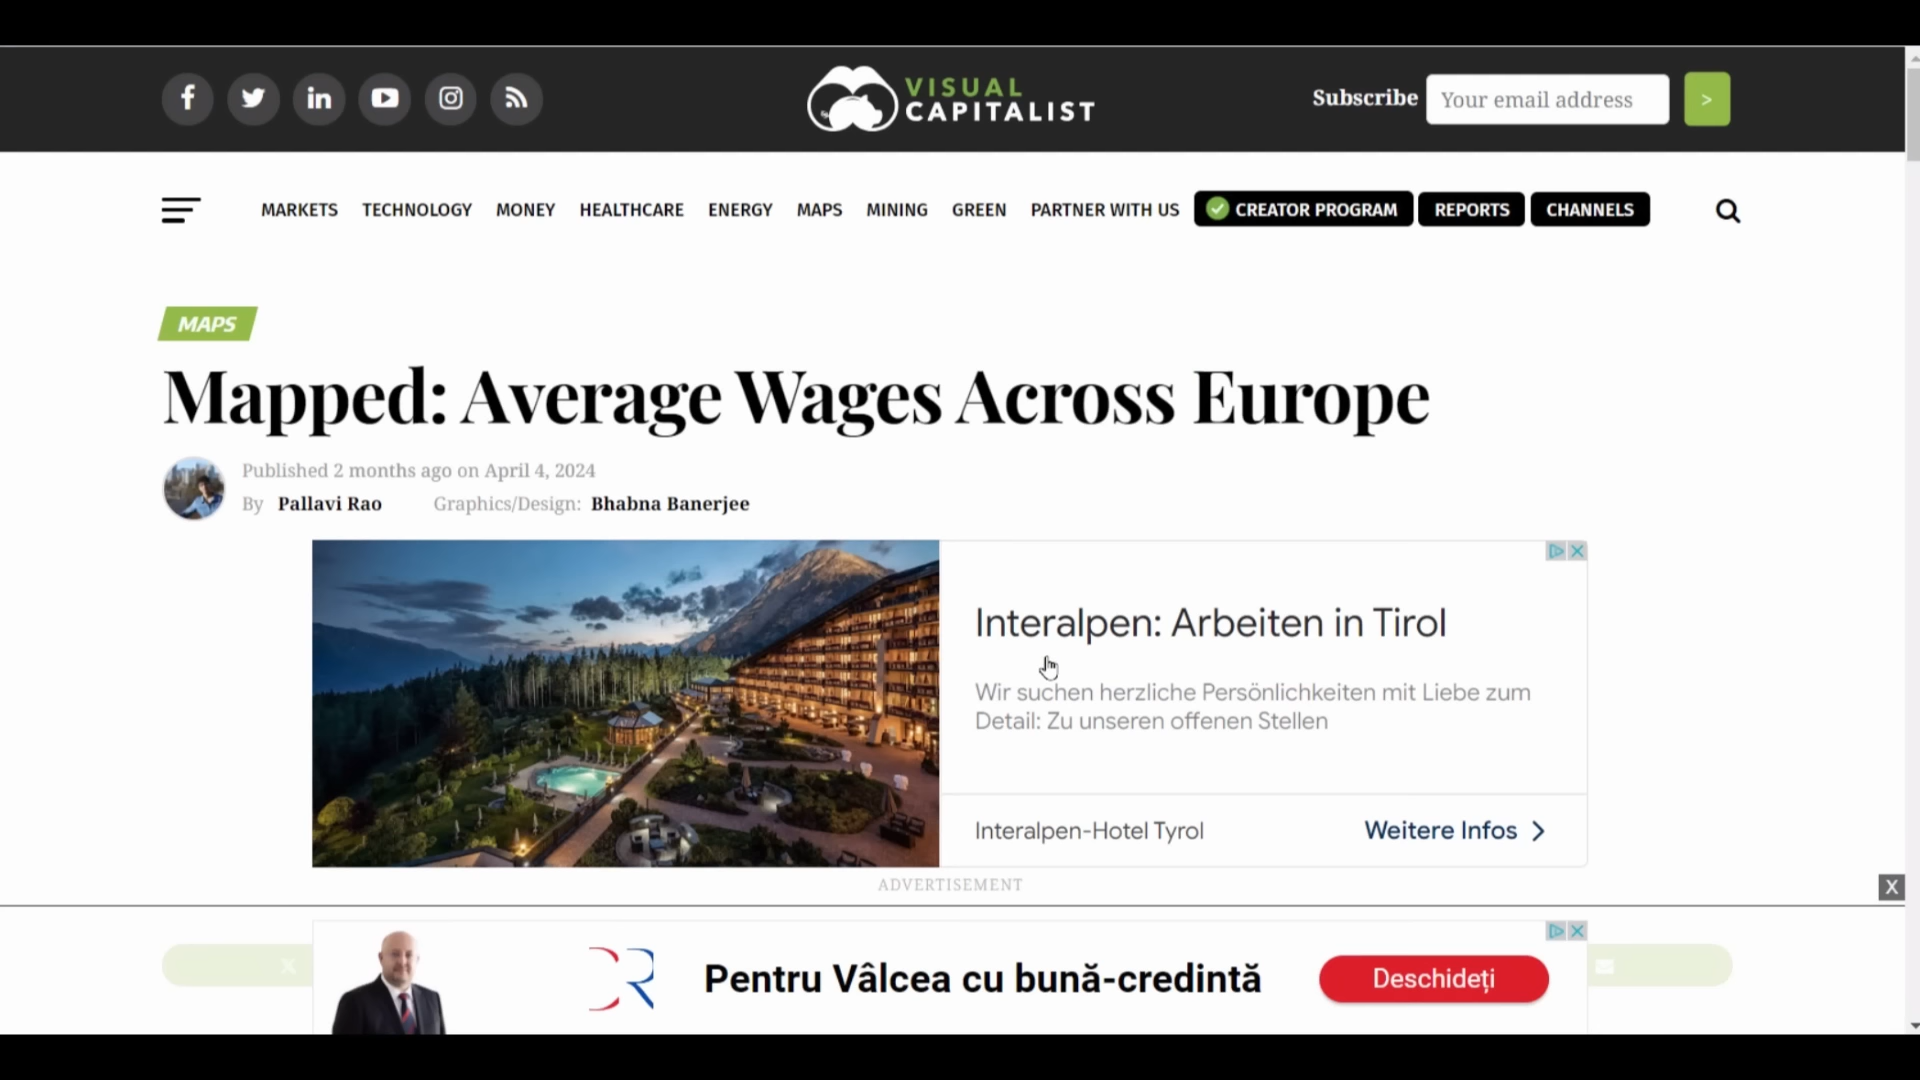 VISUAL
CAPITALIST
Subscribe
Your email address
>
MARKETS TECHNOLOGY MONEY HEALTHCARE ENERGY MAPS MINING GREEN PARTNER WITH US CREATOR PROGRAM REPORTS CHANNELS
MAPS
Mapped: Average Wages Across Europe
Published 2 months ago on April 4, 2024
By Pallavi Rao Graphics/Design: Bhabna Banerjee
Interalpen: Arbeiten in Tirol
Wir suchen herzliche Persönlichkeiten mit Liebe zum
Detail: Zu unseren offenen Stellen
Interalpen-Hotel Tyrol
Weitere Infos
ADVERTISEMENT
X
Pentru Vâlcea cu bună-credintă
Deschideți